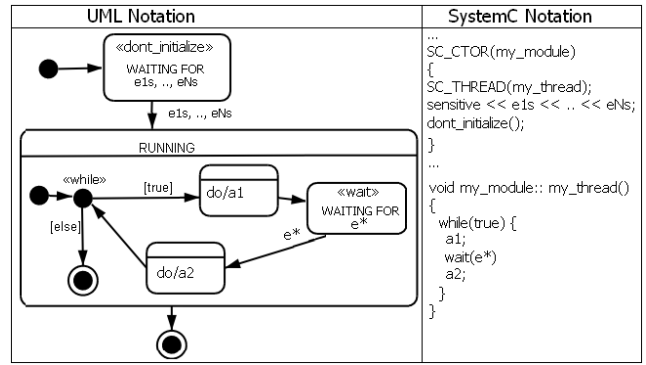 UML Notation
SystemC Notation
«dont_initialize»
WAITING FOR
e1s, .., eNs
e1s, .., eNs
RUNNING
«while»
[true]
do/a1
«wait»
WAITING FOR
e*
[else]
e*
do/a2
...
SC_CTOR(my_module)
{
SC_THREAD(my_thread);
sensitive << e1s << .. << eNs;
dont_initialize();
}
...
void my_module:: my_thread()
{
while(true) {
a1;
wait(e*)
a2;
}
}